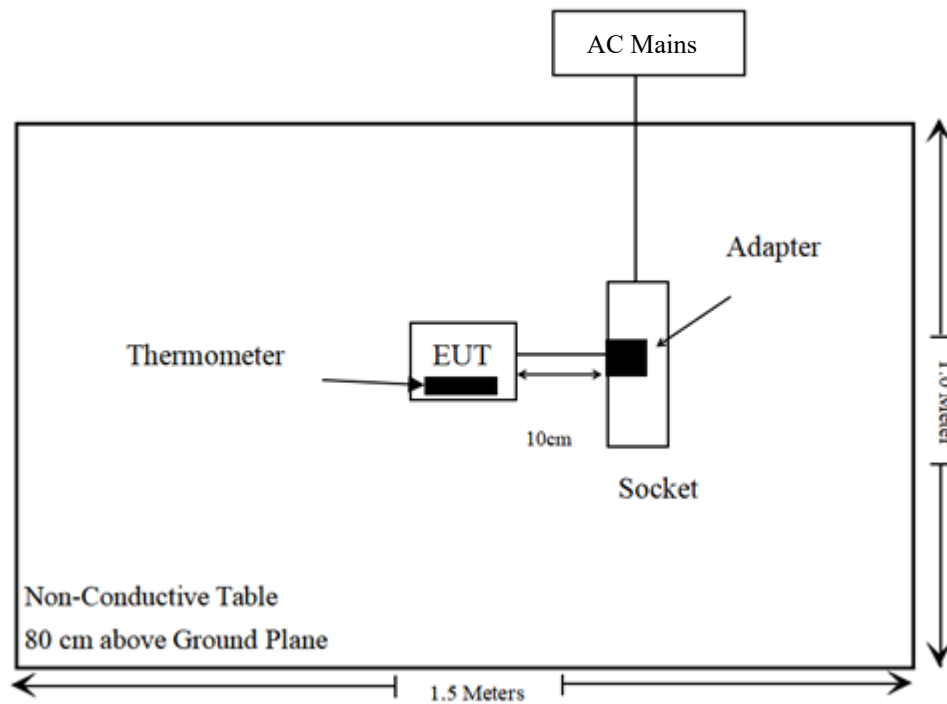 AC Mains
Adapter
Thermometer
EUT
10cm
Socket
1.0 Meter
Non-Conductive Table
80 cm above Ground Plane
1.5 Meters